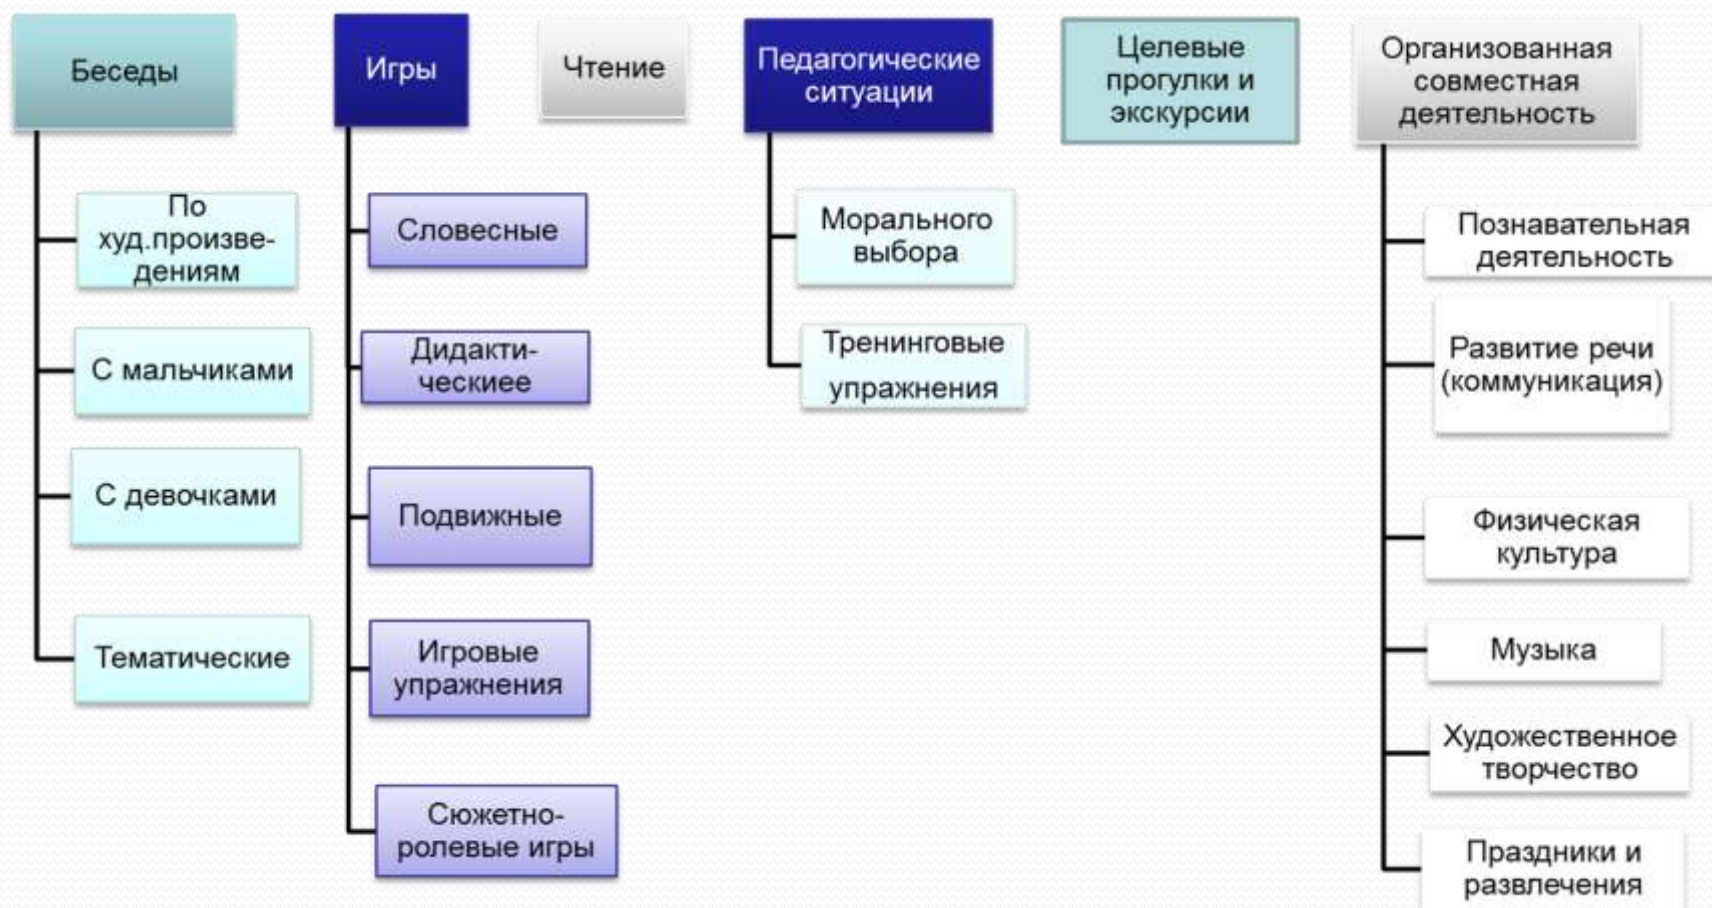 Беседы
По
худ.произве-
дениям
С мальчиками
С девочками
Тематические
Игры
Словесные
Дидакти-
ческиее
Подвижные
Игровые
упражнения
Сюжетно-
ролевые игры
Чтение
Педагогические
ситуации
Морального
выбора
Тренинговые
упражнения
Целевые
прогулки и
экскурсии
Организованная
совместная
деятельность
Познавательная
деятельность
Развитие речи
(коммуникация)
Физическая
культура
Музыка
Художественное
творчество
Праздники и
развлечения